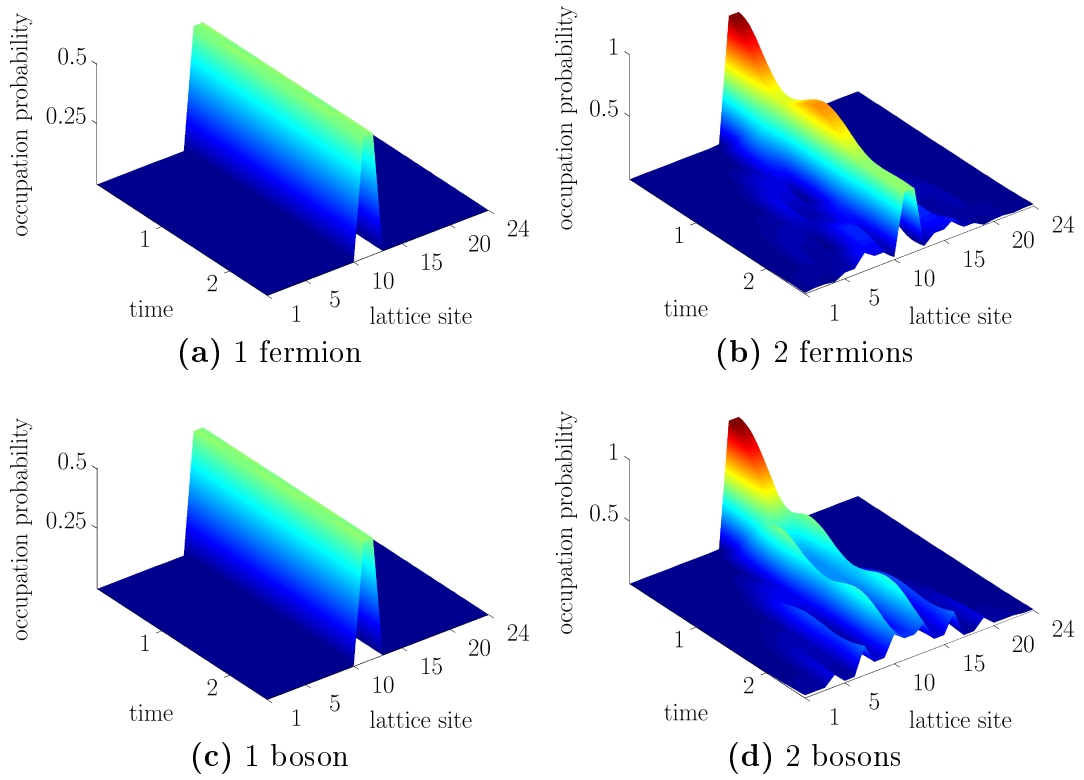 occupation probability
0.5
0.25
1
2
time
1
5
10
15
20
24
lattice site
(a) 1 fermion
occupation probability
1
0.5
1
2
time
1
5
10
15
20
24
lattice site
(b) 2 fermions
occupation probability
0.5
0.25
1
2
time
1
5
10
15
20
24
lattice site
(c) 1 boson
occupation probability
1
0.5
1
2
time
1
5
10
15
20
24
lattice site
(d) 2 bosons